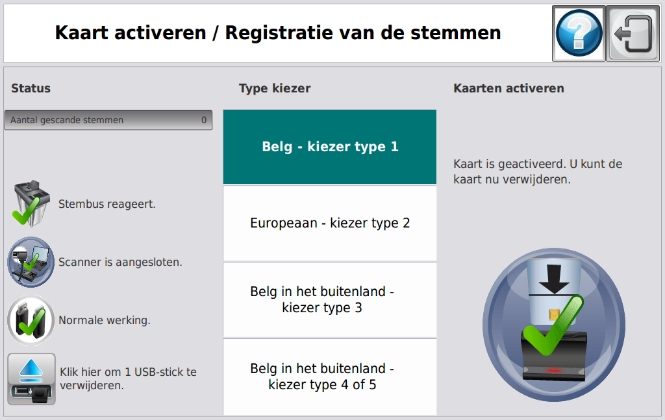 Kaart activeren / Registratie van de stemmen
Status
Aantal gescande stemmen 0
Stembus reageert.
Scanner is aangesloten.
Normale werking.
Klik hier om 1 USB-stick te
verwijderen.
Type kiezer
Belg - kiezer type 1
Europeaan - kiezer type 2
Belg in het buitenland -
kiezer type 3
Belg in het buitenland -
kiezer type 4 of 5
Kaarten activeren
Kaart is geactiveerd. U kunt de
kaart nu verwijderen.